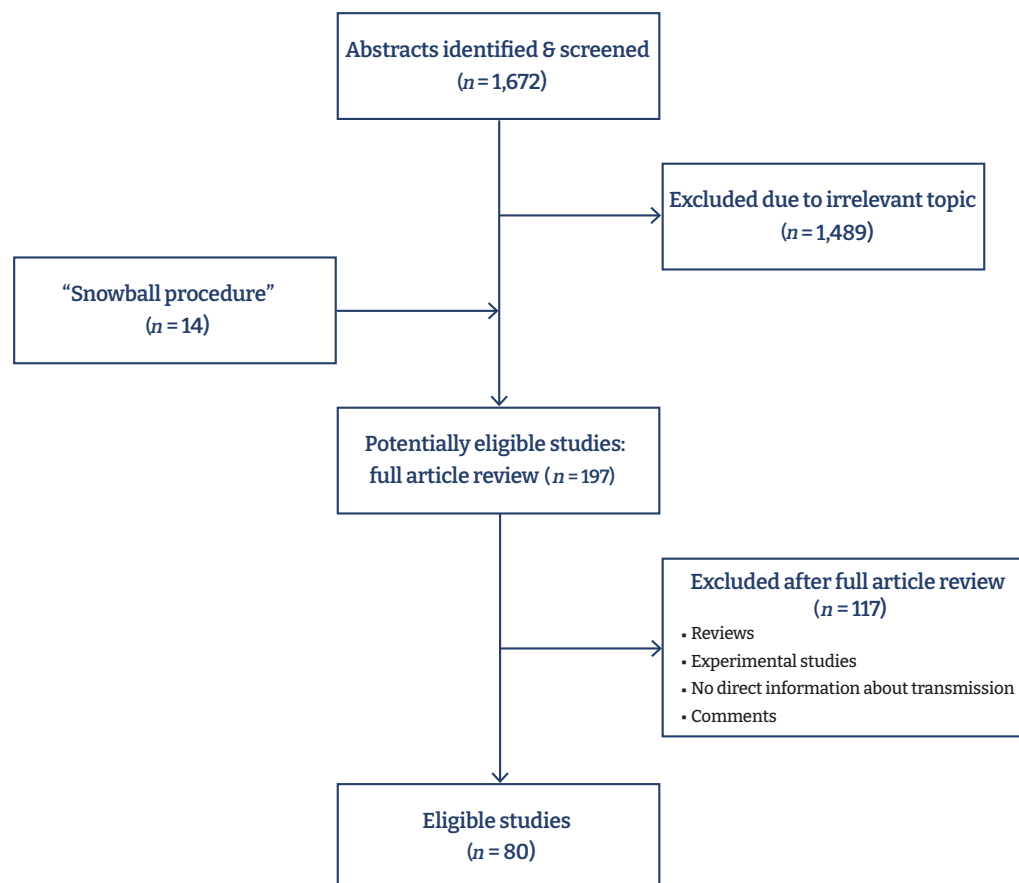 Abstracts identified & screened
(n = 1,672)
Excluded due to irrelevant topic
(n = 1,489)
“Snowball procedure”
(n = 14)
Potentially eligible studies:
full article review (n = 197)
Excluded after full article review
(n = 117)
▪ Reviews
▪ Experimental studies
▪ No direct information about transmission
▪ Comments
Eligible studies
(n = 80)